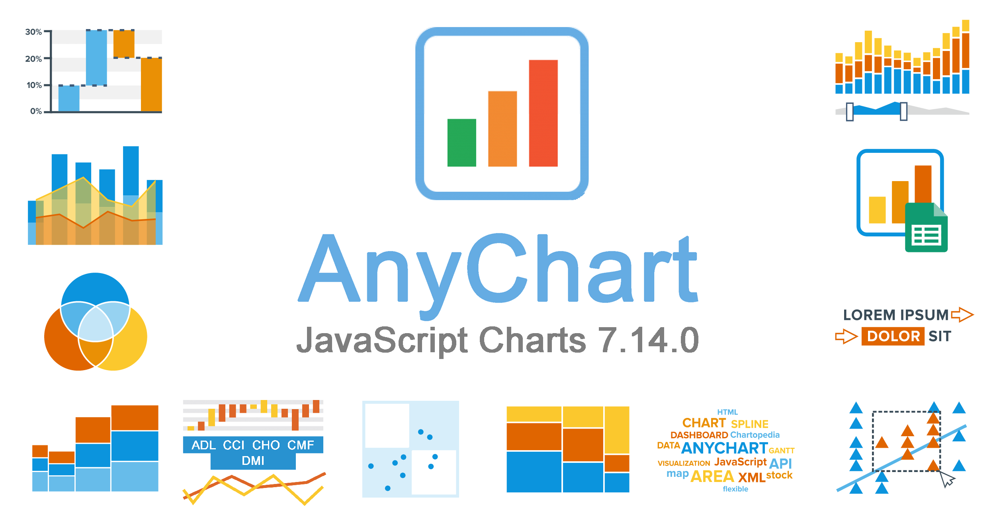 30%
20%
10%
0%
AnyChart
JavaScript Charts 7.14.0
LOREM IPSUM
DOLOR SIT
ADL CCI CHO CMF
DMI
HTML
CHART SPLINE
DASHBOARD Chartopedia
DATA ANYCHART GANTT
VISUALIZATION JavaScript API
map AREA XML stock
flexible